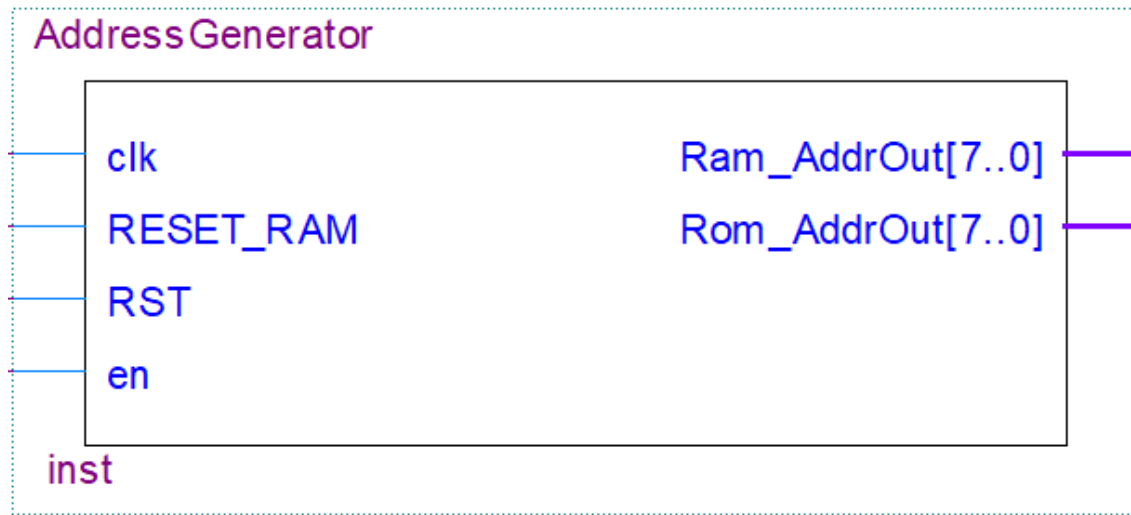 AddressGenerator
clk Ram_AddrOut[7..0]
RESET_RAM Rom_AddrOut[7..0]
RST
en
inst